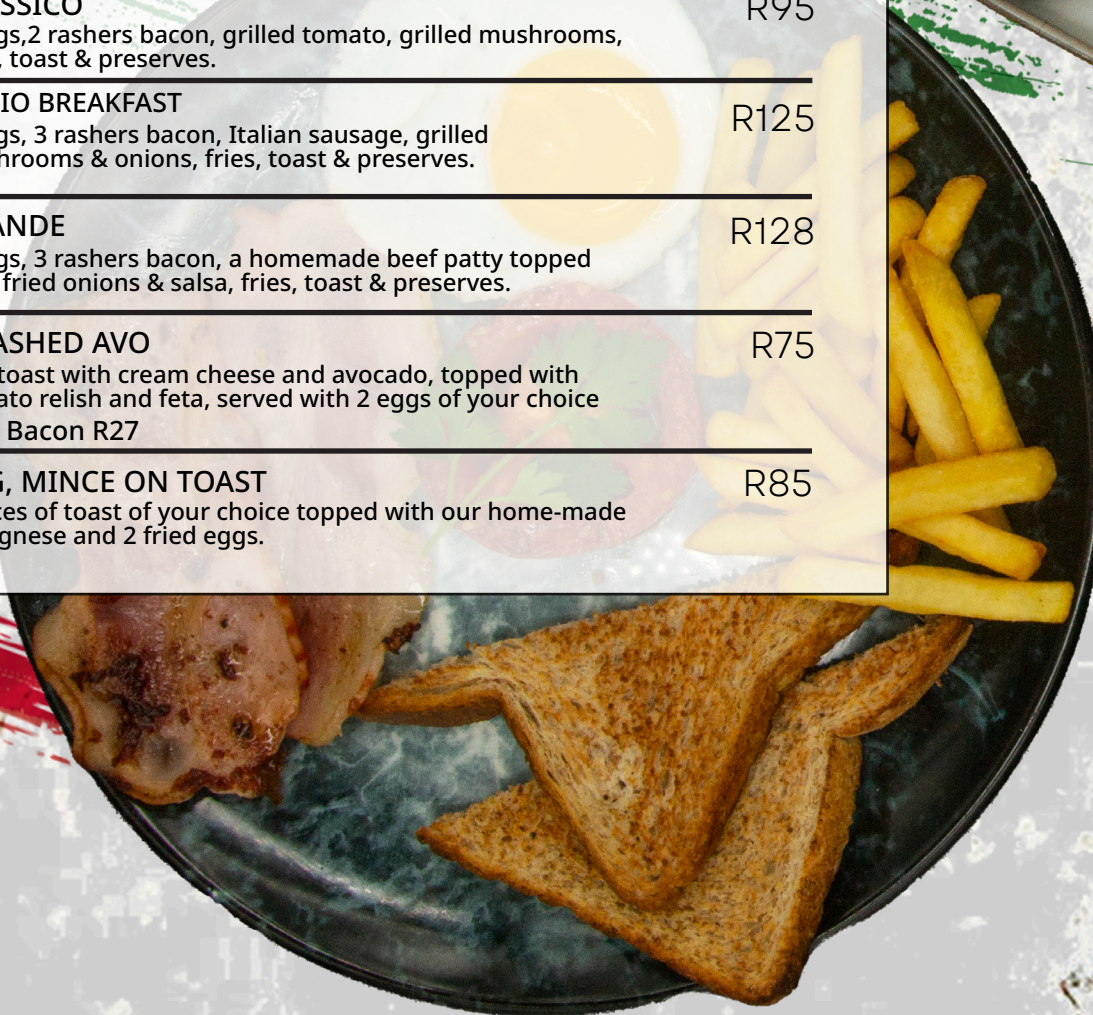 SSICO R95
gs,2 rashers bacon, grilled tomato, grilled mushrooms,
, toast & preserves.
IO BREAKFAST R125
gs, 3 rashers bacon, Italian sausage, grilled
hrooms & onions, fries, toast & preserves.
ANDE R128
gs, 3 rashers bacon, a homemade beef patty topped
fried onions & salsa, fries, toast & preserves.
ASHED AVO R75
toast with cream cheese and avocado, topped with
ato relish and feta, served with 2 eggs of your choice
Bacon R27
G, MINCE ON TOAST R85
ces of toast of your choice topped with our home-made
gnese and 2 fried eggs.